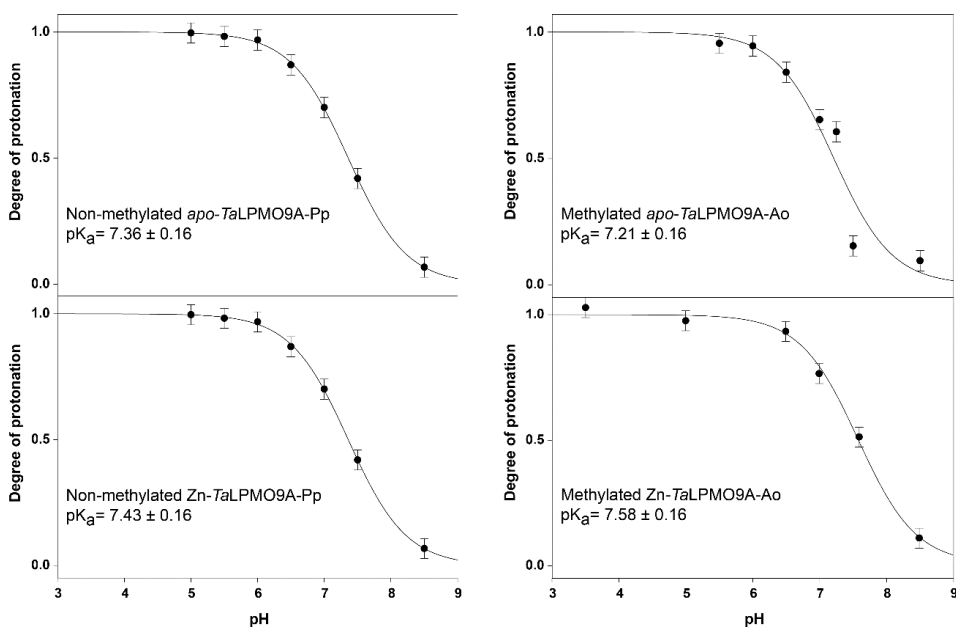 Degree of protonation
1.0
0.5
0.0
Non-methylated apo-TaLPMO9A-Pp
pKa= 7.36 ± 0.16
Degree of protonation
1.0
0.5
0.0
Methylated apo-TaLPMO9A-Ao
pKa= 7.21 ± 0.16
Degree of protonation
1.0
0.5
0.0
Non-methylated Zn-TaLPMO9A-Pp
pKa= 7.43 ± 0.16
3 4 5 6 7 8 9
pH
Degree of protonation
1.0
0.5
0.0
Methylated Zn-TaLPMO9A-Ao
pKa= 7.58 ± 0.16
3 4 5 6 7 8 9
pH